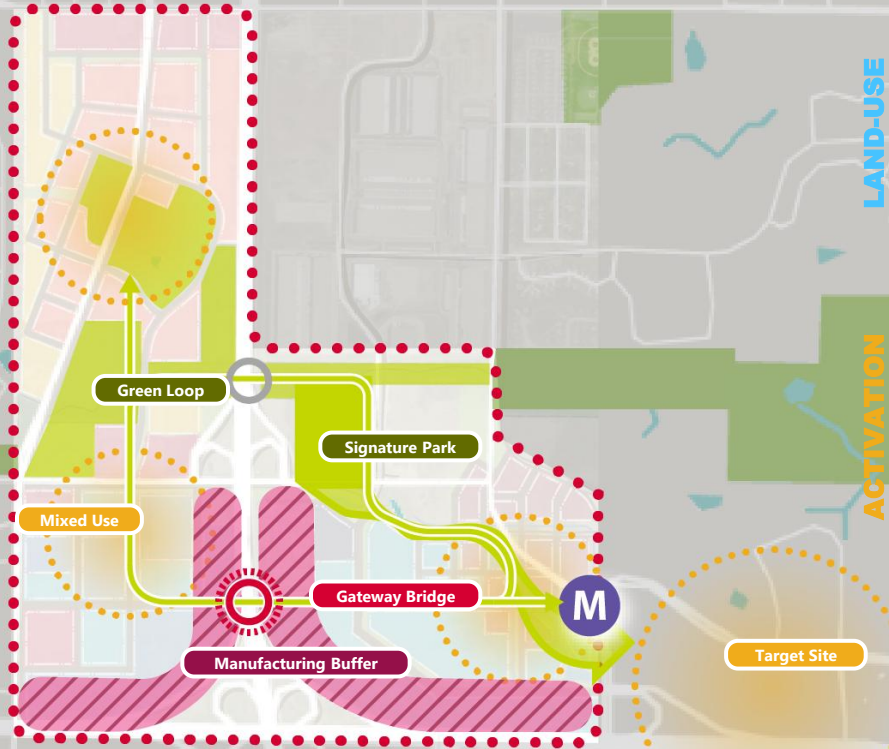 LAND-USE
Green Loop
Signature Park
ACTIVATION
Mixed Use
Gateway Bridge
M
Manufacturing Buffer
Target Site